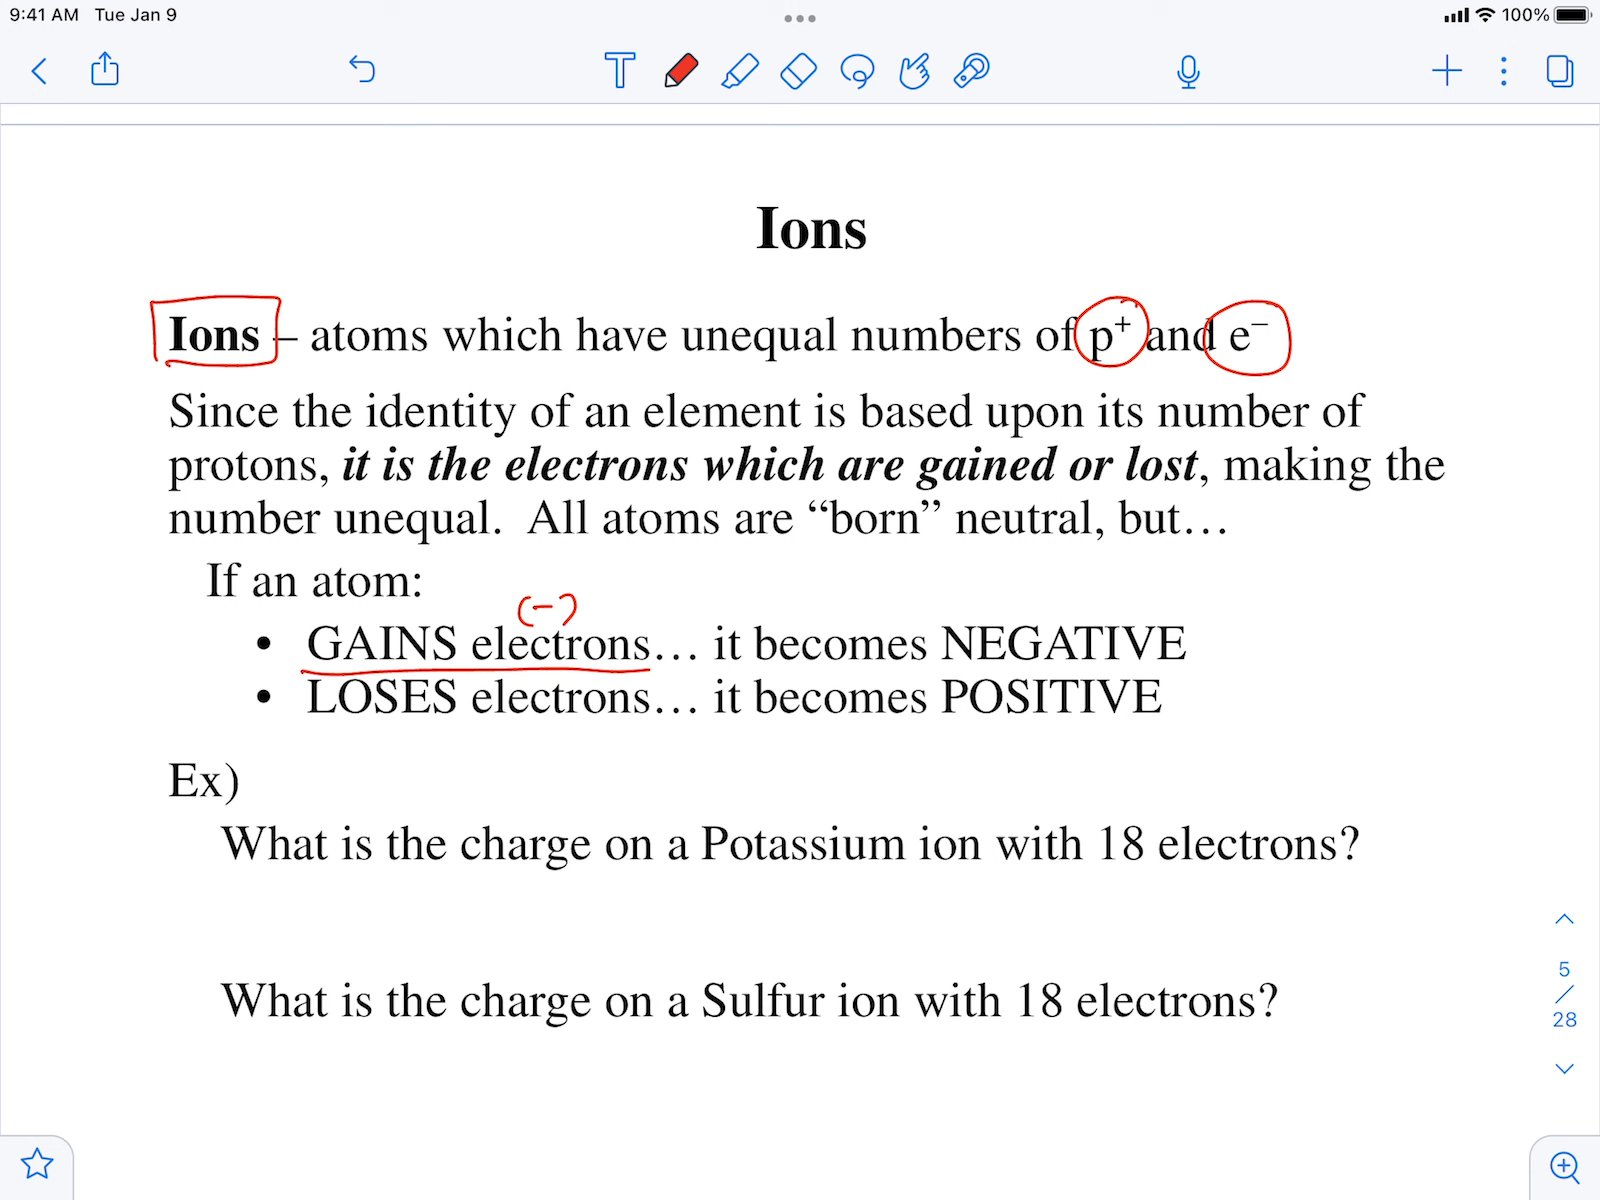 9:41 AM Tue Jan 9
100%
Ions
Ions – atoms which have unequal numbers of p⁺ and e⁻
Since the identity of an element is based upon its number of
protons, it is the electrons which are gained or lost, making the
number unequal. All atoms are “born” neutral, but…
If an atom:
(-)
• GAINS electrons… it becomes NEGATIVE
• LOSES electrons… it becomes POSITIVE
Ex)
What is the charge on a Potassium ion with 18 electrons?
What is the charge on a Sulfur ion with 18 electrons?
5
/
28